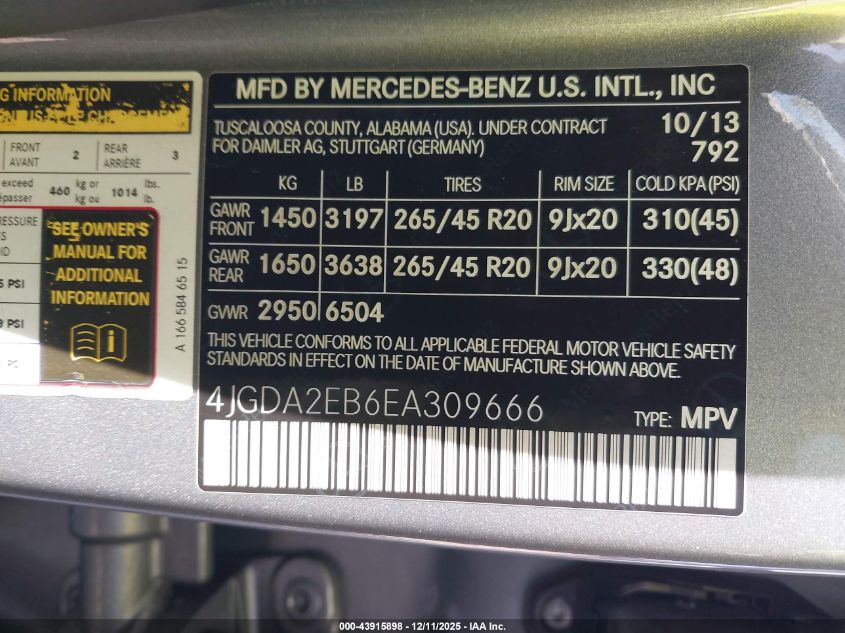 G INFORMATION
FRONT 2 REAR 3
AVANT ARRIÈRE
exceed 460 kg or 1014 lbs.
épasser kg ou lb.
SEE OWNER'S
MANUAL FOR
ADDITIONAL
INFORMATION
5 PSI
PSI
A 166 584 65 15
MFD BY MERCEDES-BENZ U.S. INTL., INC
TUSCALOOSA COUNTY, ALABAMA (USA). UNDER CONTRACT 10/13
FOR DAIMLER AG, STUTTGART (GERMANY) 792
KG LB TIRES RIM SIZE COLD KPA (PSI)
GAWR FRONT 1450 3197 265/45 R20 9Jx20 310(45)
GAWR REAR 1650 3638 265/45 R20 9Jx20 330(48)
GVWR 2950 6504
THIS VEHICLE CONFORMS TO ALL APPLICABLE FEDERAL MOTOR VEHICLE SAFETY
STANDARDS IN EFFECT ON THE DATE OF MANUFACTURE SHOWN ABOVE.
4JGDA2EB6EA309666 TYPE: MPV
000-43915898 - 12/11/2025 - IAA Inc.